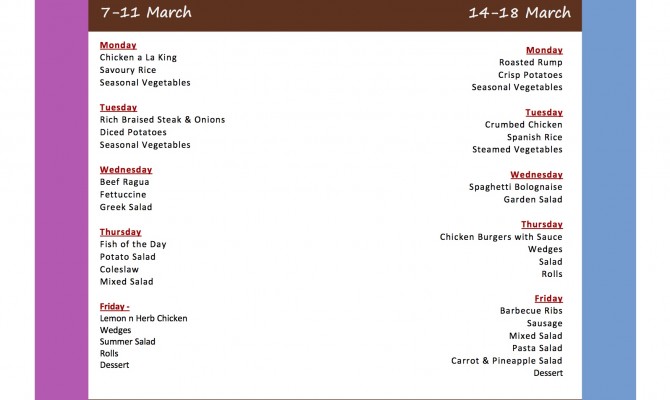 7-11 March
Monday
Chicken a La King
Savoury Rice
Seasonal Vegetables
Tuesday
Rich Braised Steak & Onions
Diced Potatoes
Seasonal Vegetables
Wednesday
Beef Ragua
Fettuccine
Greek Salad
Thursday
Fish of the Day
Potato Salad
Coleslaw
Mixed Salad
Friday -
Lemon n Herb Chicken
Wedges
Summer Salad
Rolls
Dessert
14-18 March
Monday
Roasted Rump
Crisp Potatoes
Seasonal Vegetables
Tuesday
Crumbed Chicken
Spanish Rice
Steamed Vegetables
Wednesday
Spaghetti Bolognaise
Garden Salad
Thursday
Chicken Burgers with Sauce
Wedges
Salad
Rolls
Friday
Barbecue Ribs
Sausage
Mixed Salad
Pasta Salad
Carrot & Pineapple Salad
Dessert